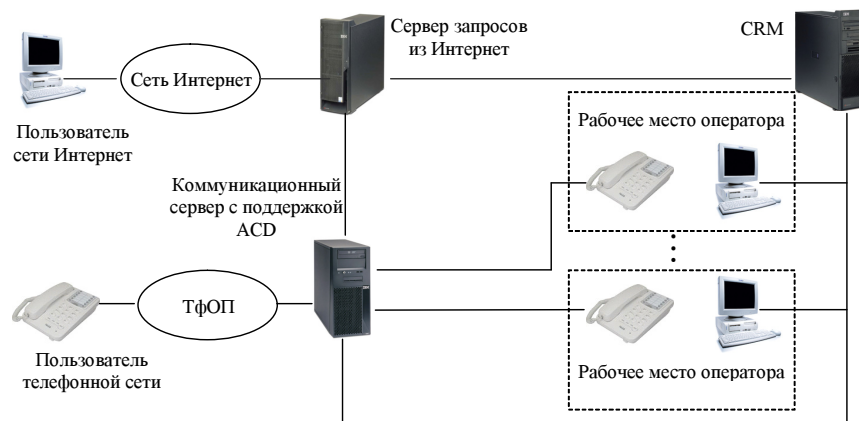 Сервер запросов
из Интернет
CRM
Сеть Интернет
Пользователь
сети Интернет
Рабочее место оператора
Коммуникационный
сервер с поддержкой
ACD
ТфОП
Пользователь
телефонной сети
Рабочее место оператора